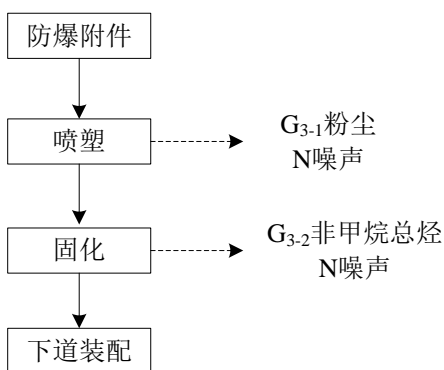 防爆附件
喷塑
G3-1粉尘
N噪声
固化
G3-2非甲烷总烃
N噪声
下道装配